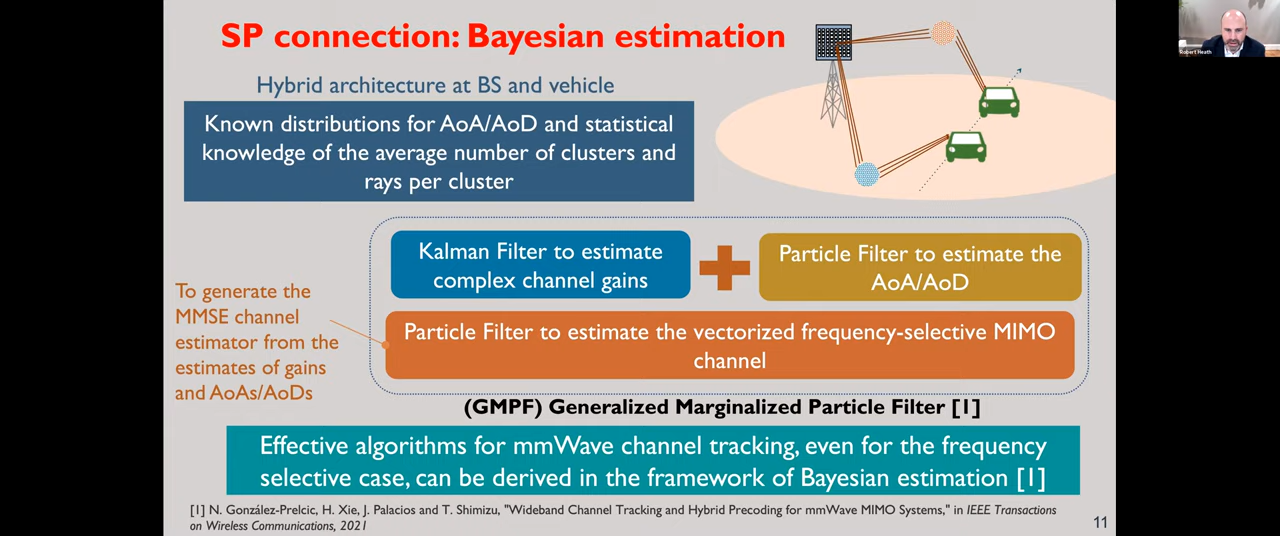 SP connection: Bayesian estimation
Hybrid architecture at BS and vehicle
Known distributions for AoA/AoD and statistical
knowledge of the average number of clusters and
rays per cluster
Kalman Filter to estimate
complex channel gains
Particle Filter to estimate the
AoA/AoD
To generate the
MMSE channel
estimator from the
estimates of gains
and AoAs/AoDs
Particle Filter to estimate the vectorized frequency-selective MIMO
channel
(GMPF) Generalized Marginalized Particle Filter [1]
Effective algorithms for mmWave channel tracking, even for the frequency
selective case, can be derived in the framework of Bayesian estimation [1]
[1] N. González-Prelcic, H. Xie, J. Palacios and T. Shimizu, "Wideband Channel Tracking and Hybrid Precoding for mmWave MIMO Systems," in IEEE Transactions
on Wireless Communications, 2021
11
Robert Heath